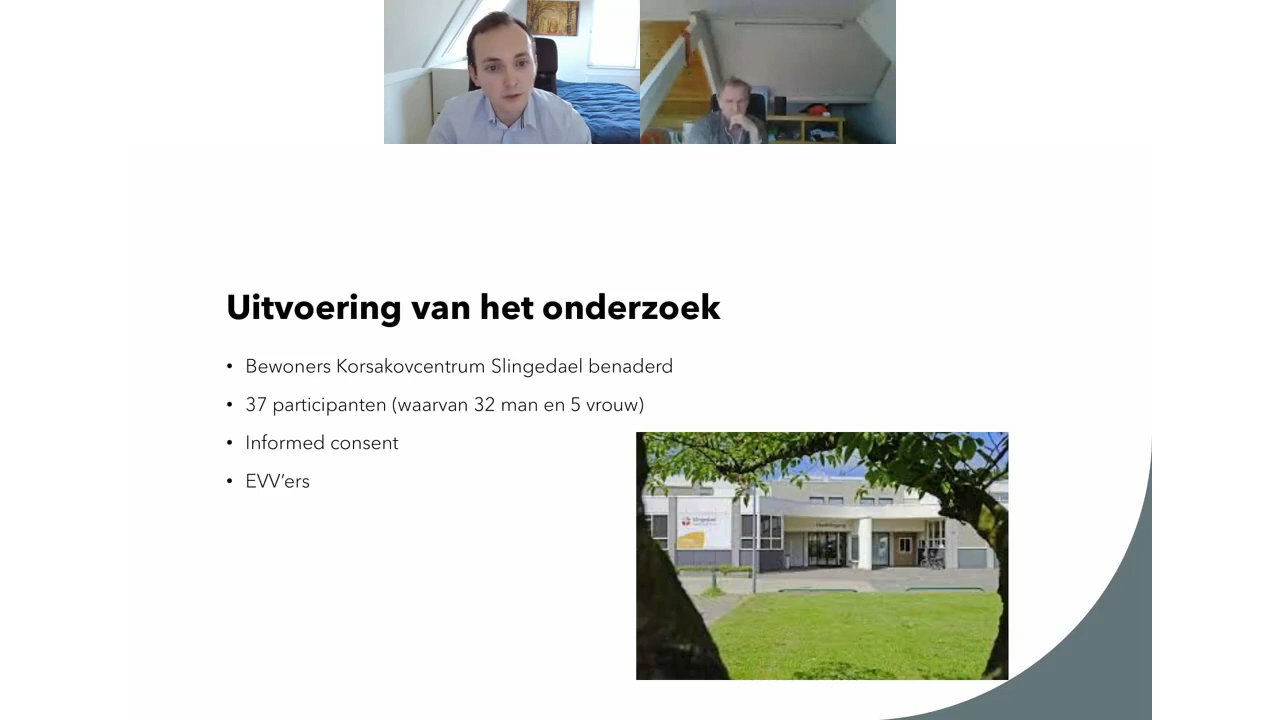 Uitvoering van het onderzoek
• Bewoners Korsakovcentrum Slingedael benaderd
• 37 participanten (waarvan 32 man en 5 vrouw)
• Informed consent
• EVV’ers
Slingedael